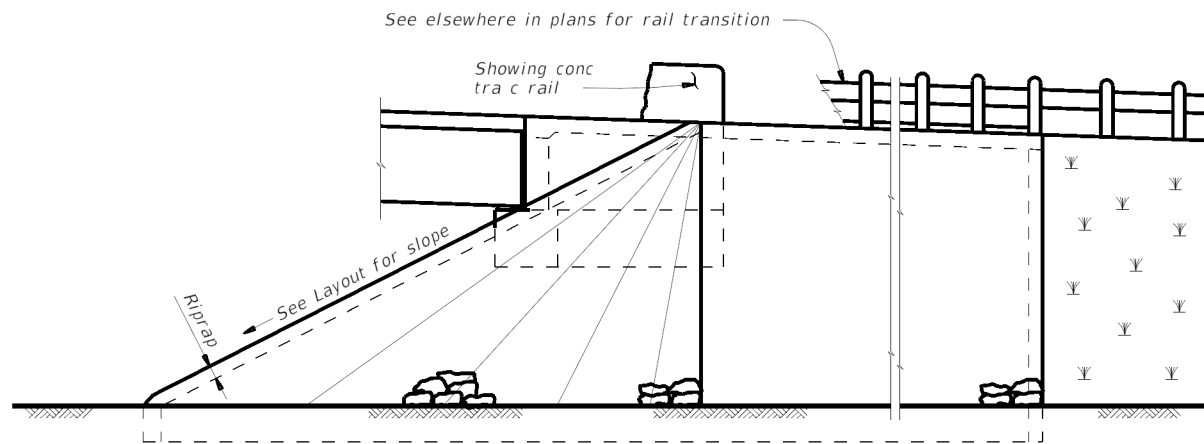 See elsewhere in plans for rail transition
Showing conc
tra c rail
See Layout for slope
Riprap